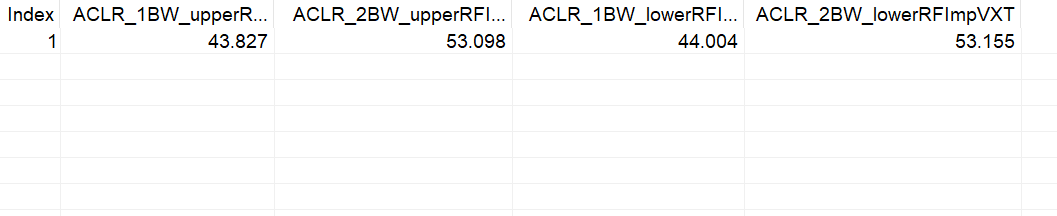 Index ACLR_1BW_upperR... ACLR_2BW_upperRFI... ACLR_1BW_lowerRFI... ACLR_2BW_lowerRFImpVXT
1 43.827 53.098 44.004 53.155